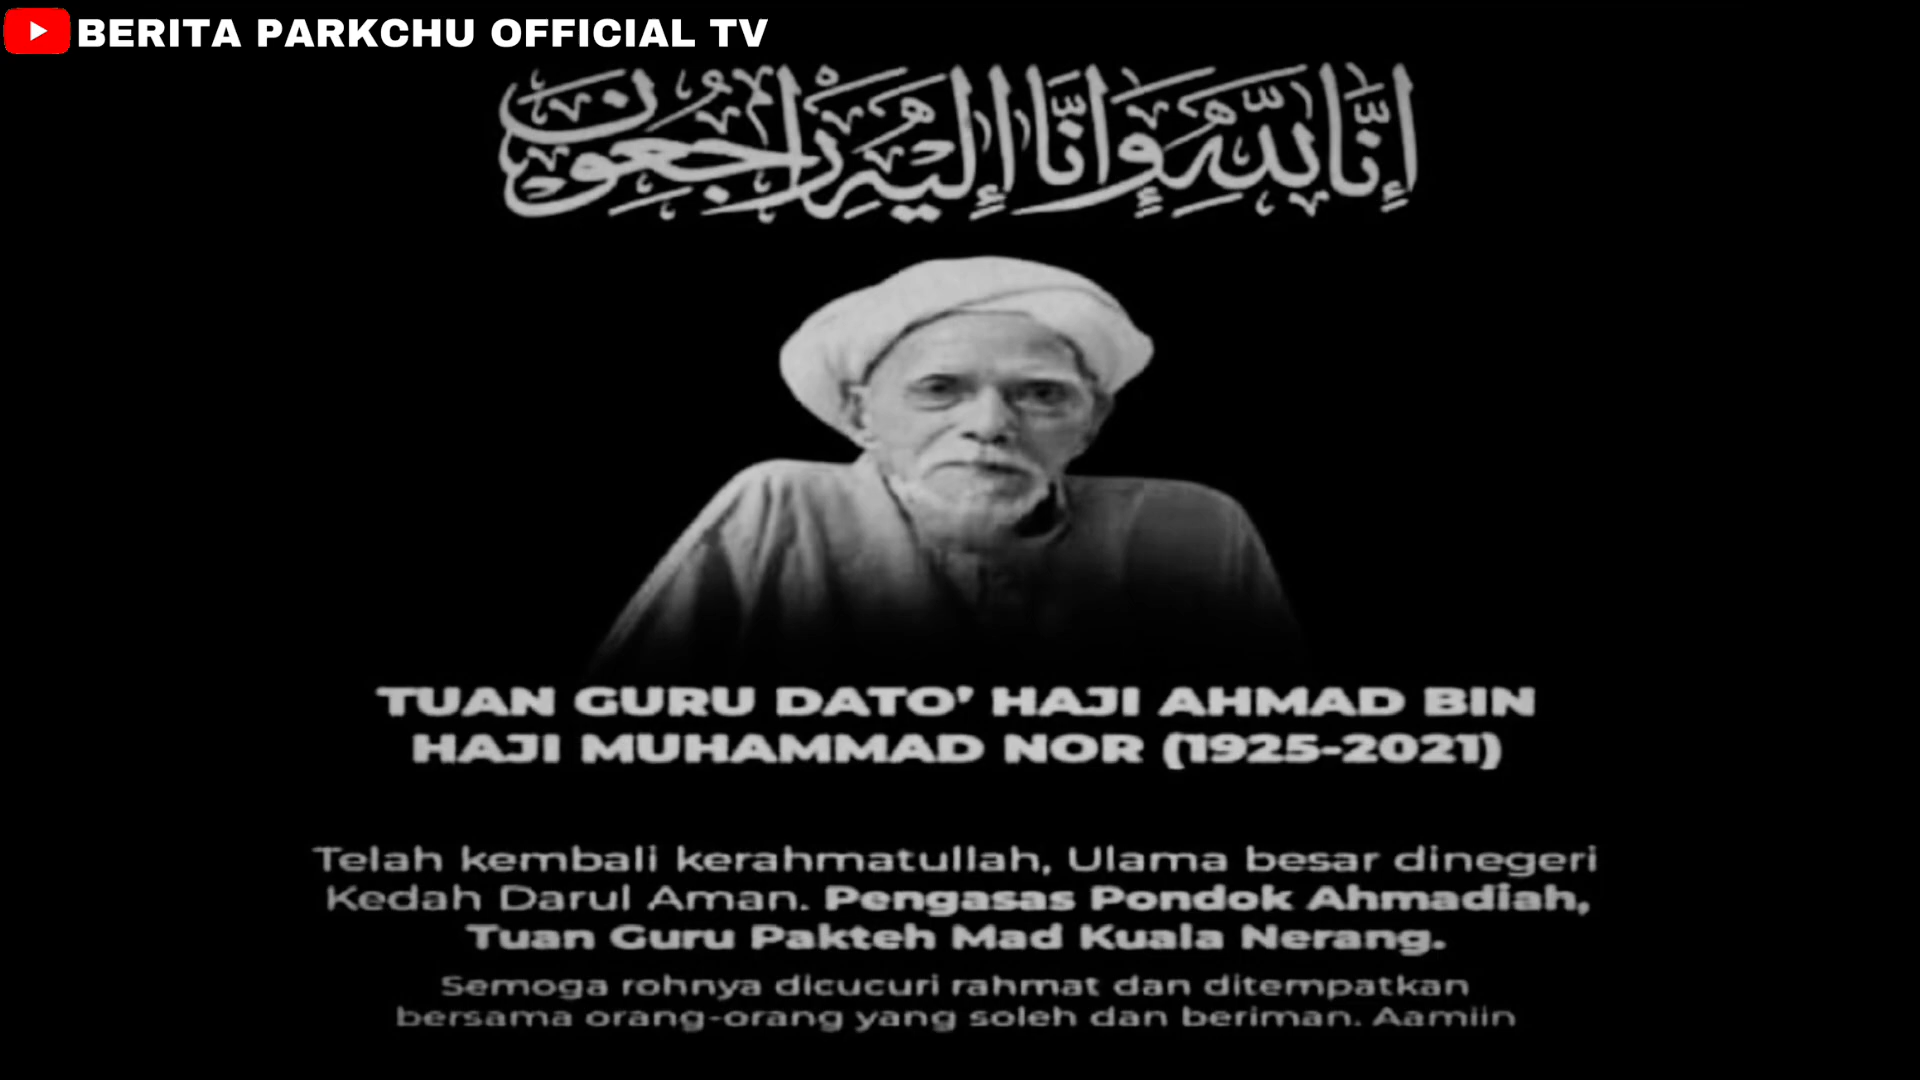 BERITA PARKCHU OFFICIAL TV
إِنَّا لِلّٰهِ وَإِنَّا إِلَيْهِ رَاجِعُونَ
TUAN GURU DATO’ HAJI AHMAD BIN
HAJI MUHAMMAD NOR (1925-2021)
Telah kembali kerahmatullah, Ulama besar dinegeri
Kedah Darul Aman. Pengasas Pondok Ahmadiah,
Tuan Guru Pakteh Mad Kuala Nerang.
Semoga rohnya dicucuri rahmat dan ditempatkan
bersama orang-orang yang soleh dan beriman. Aamiin